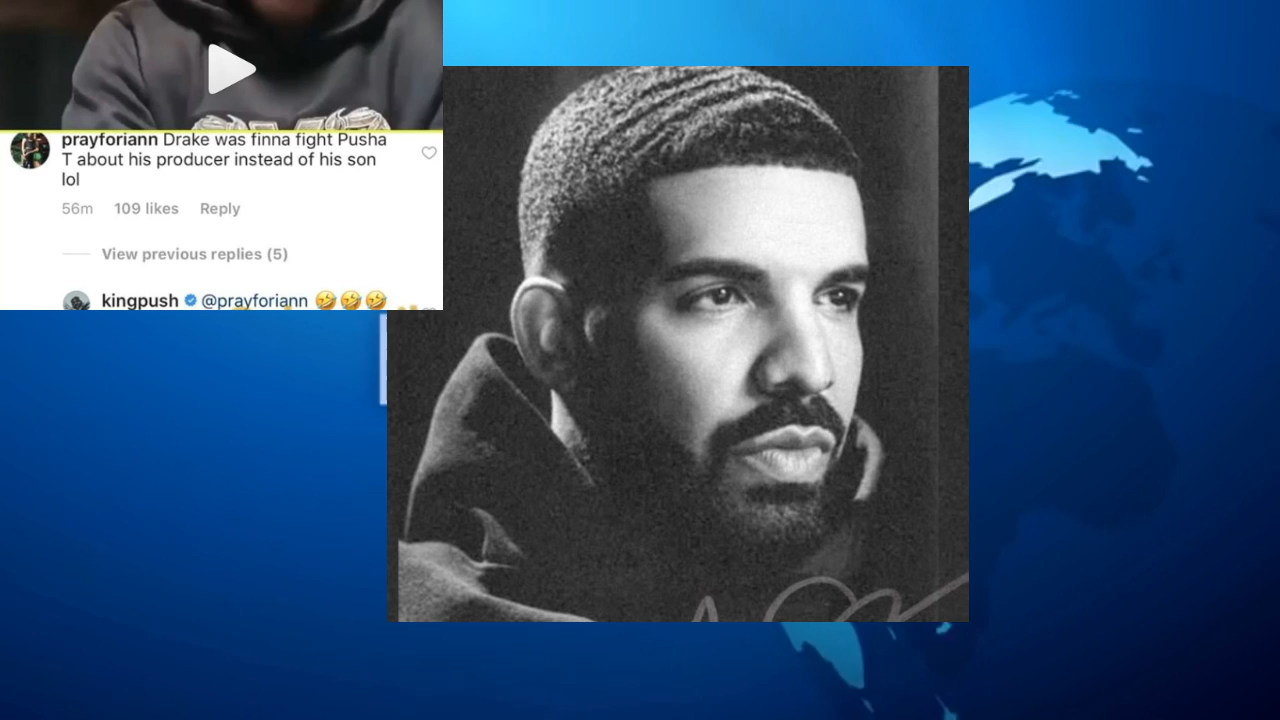 prayforiann Drake was finna fight Pusha
T about his producer instead of his son
lol
56m 109 likes Reply
View previous replies (5)
kingpush @prayforiann 🤣🤣🤣